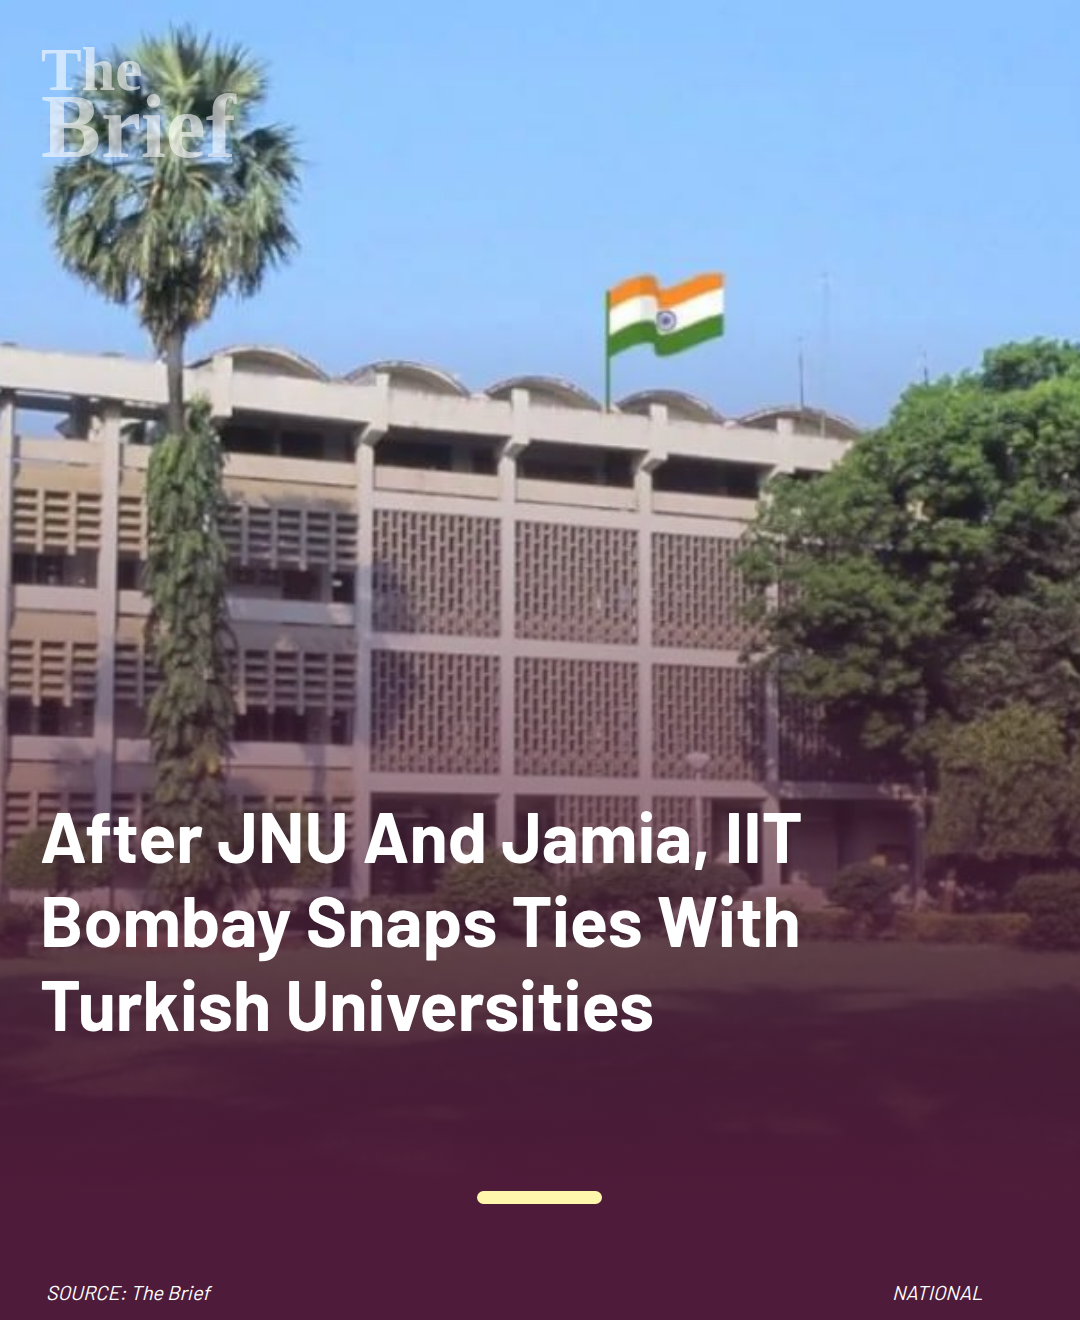 The
Brief
After JNU And Jamia, IIT
Bombay Snaps Ties With
Turkish Universities
SOURCE: The Brief
NATIONAL